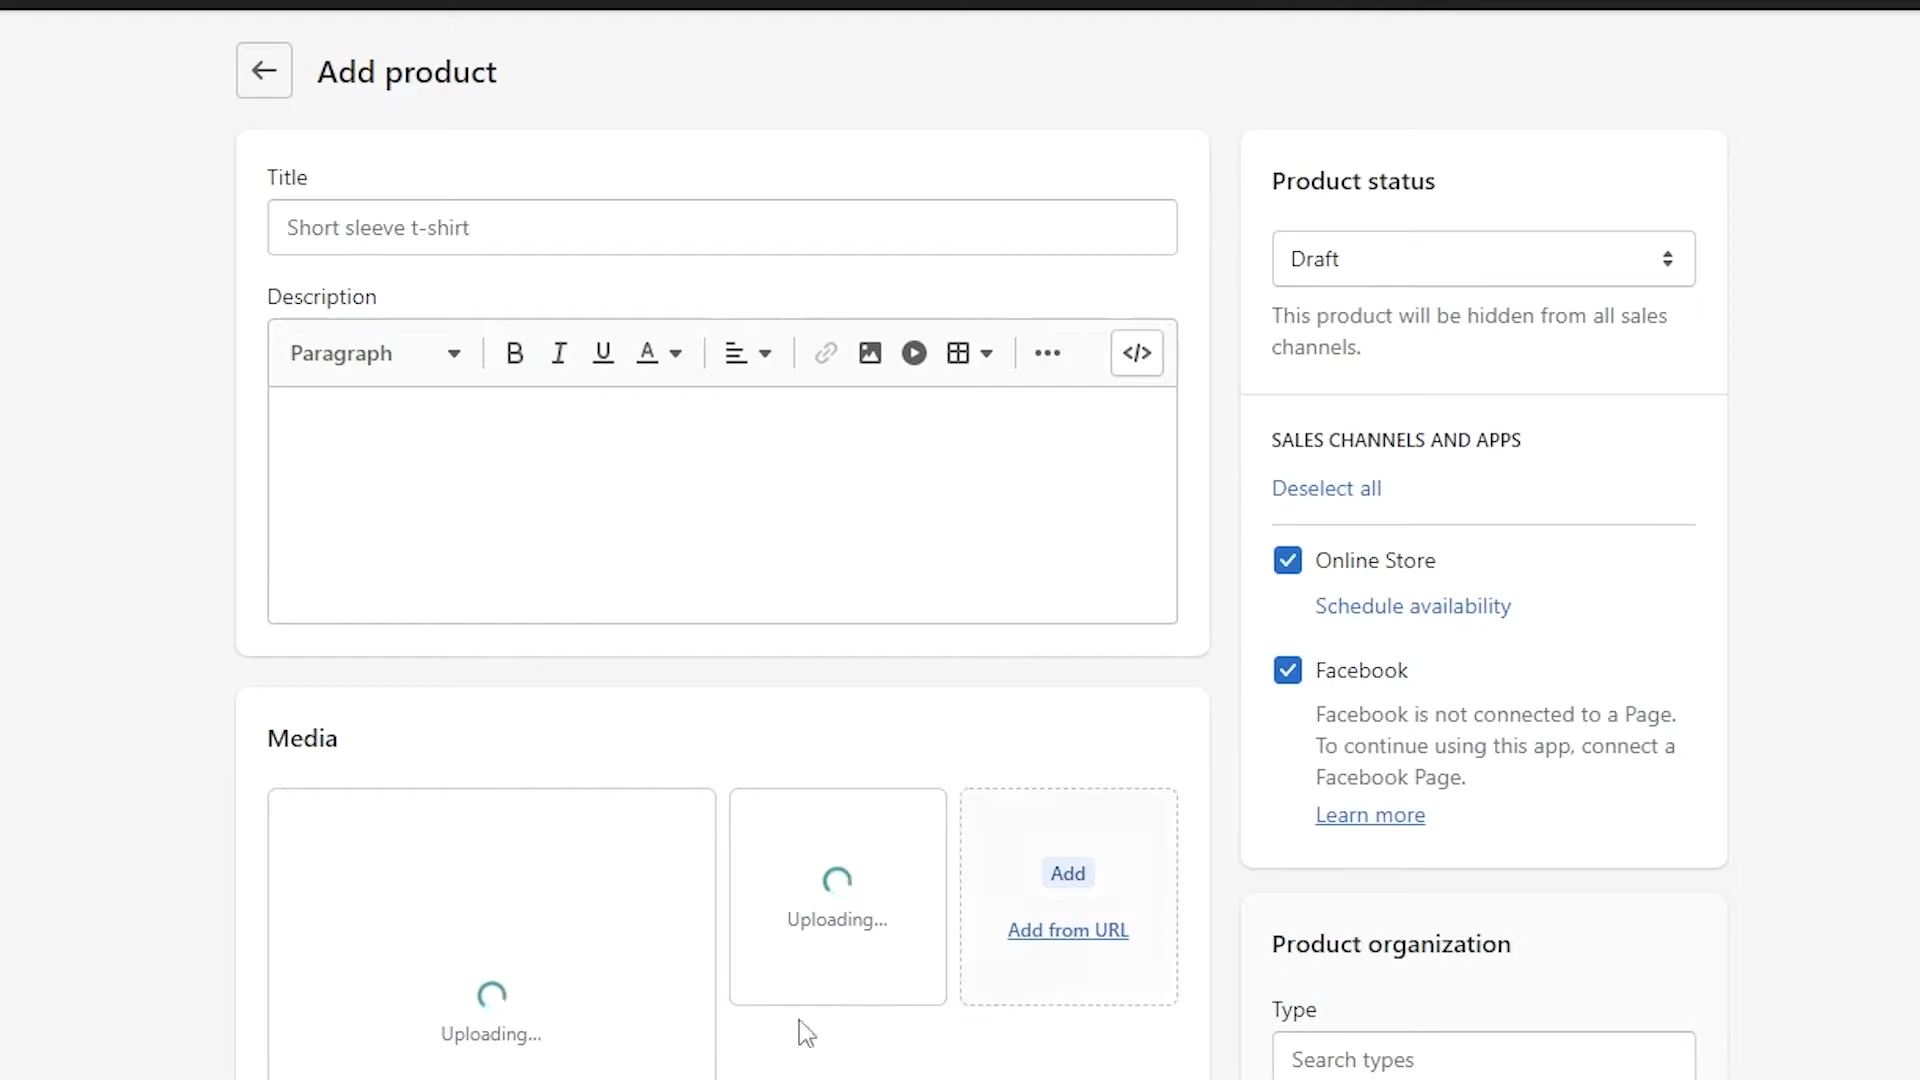 Add product
Title
Short sleeve t-shirt
Description
Paragraph
B I U A
</>
Media
Uploading...
Uploading...
Add
Add from URL
Product status
Draft
This product will be hidden from all sales
channels.
SALES CHANNELS AND APPS
Deselect all
Online Store
Schedule availability
Facebook
Facebook is not connected to a Page.
To continue using this app, connect a
Facebook Page.
Learn more
Product organization
Type
Search types